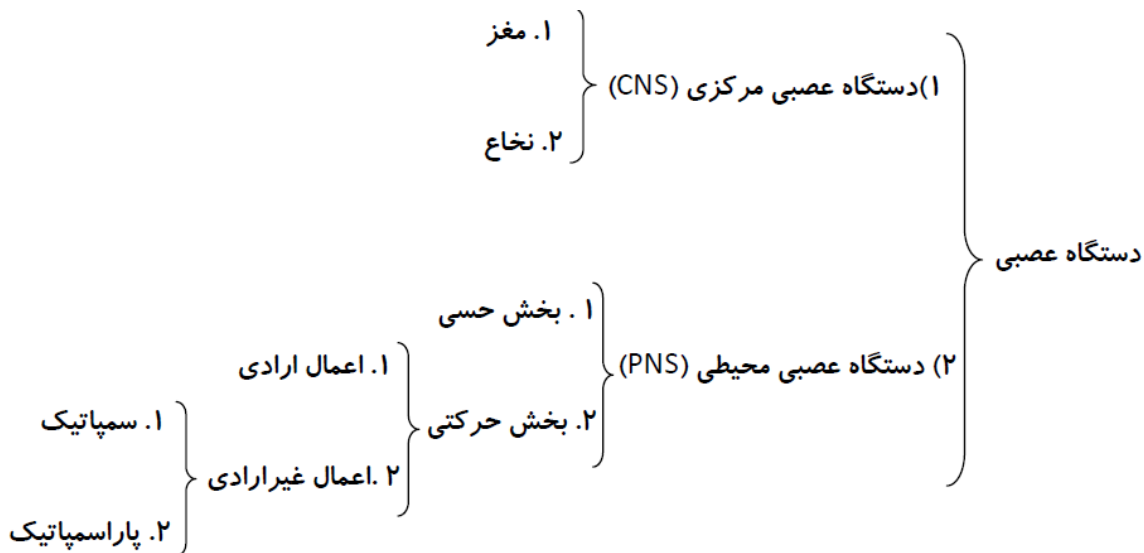 دستگاه عصبی
۱)دستگاه عصبی مرکزی (CNS)
۱. مغز
۲. نخاع
۲) دستگاه عصبی محیطی (PNS)
۱ . بخش حسی
۲. بخش حرکتی
۱. اعمال ارادی
۲ .اعمال غیرارادی
۱. سمپاتیک
۲. پاراسمپاتیک